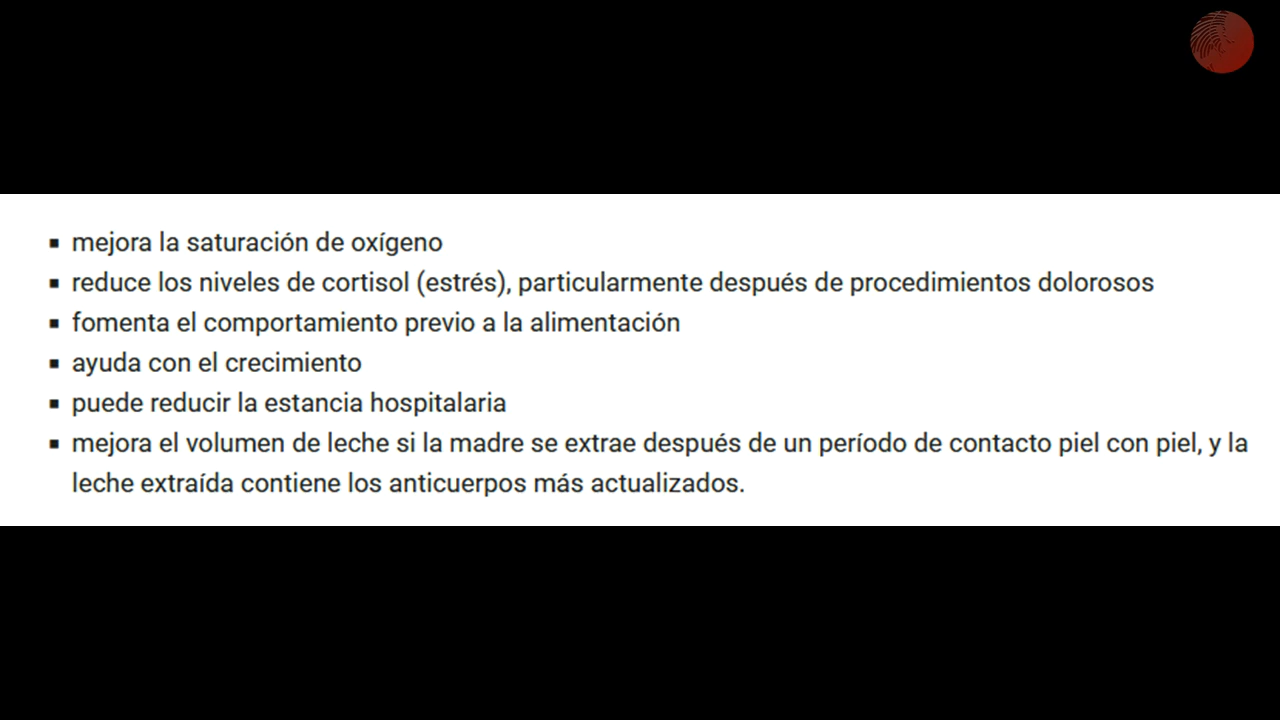 ▪ mejora la saturación de oxígeno
▪ reduce los niveles de cortisol (estrés), particularmente después de procedimientos dolorosos
▪ fomenta el comportamiento previo a la alimentación
▪ ayuda con el crecimiento
▪ puede reducir la estancia hospitalaria
▪ mejora el volumen de leche si la madre se extrae después de un período de contacto piel con piel, y la
leche extraída contiene los anticuerpos más actualizados.